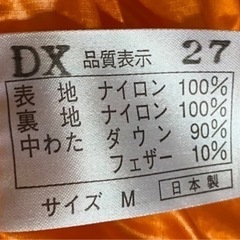 DX 品質表示 27
表地 ナイロン 100%
裏地 ナイロン 100%
中わた ダウン 90%
フェザー 10%
サイズ M 日本製